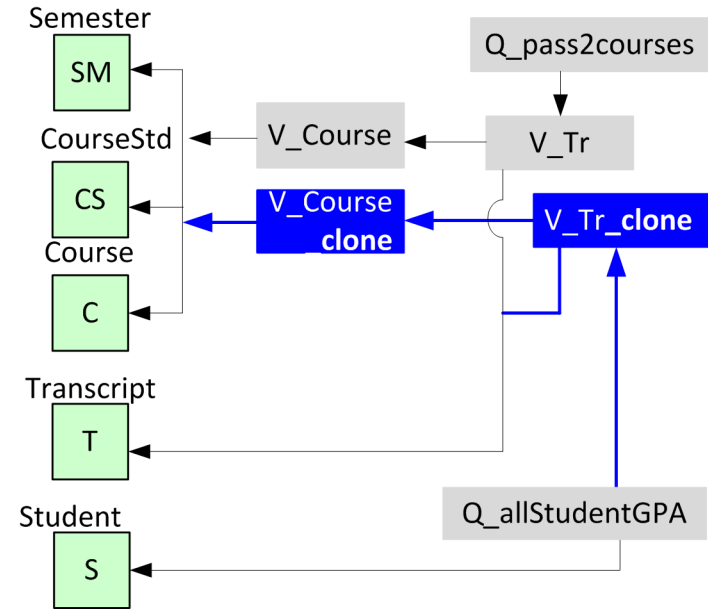 Semester
SM
Q_pass2courses
V_Course
V_Tr
CourseStd
CS
V_Course
_clone
V_Tr_clone
Course
C
Transcript
T
Q_allStudentGPA
Student
S